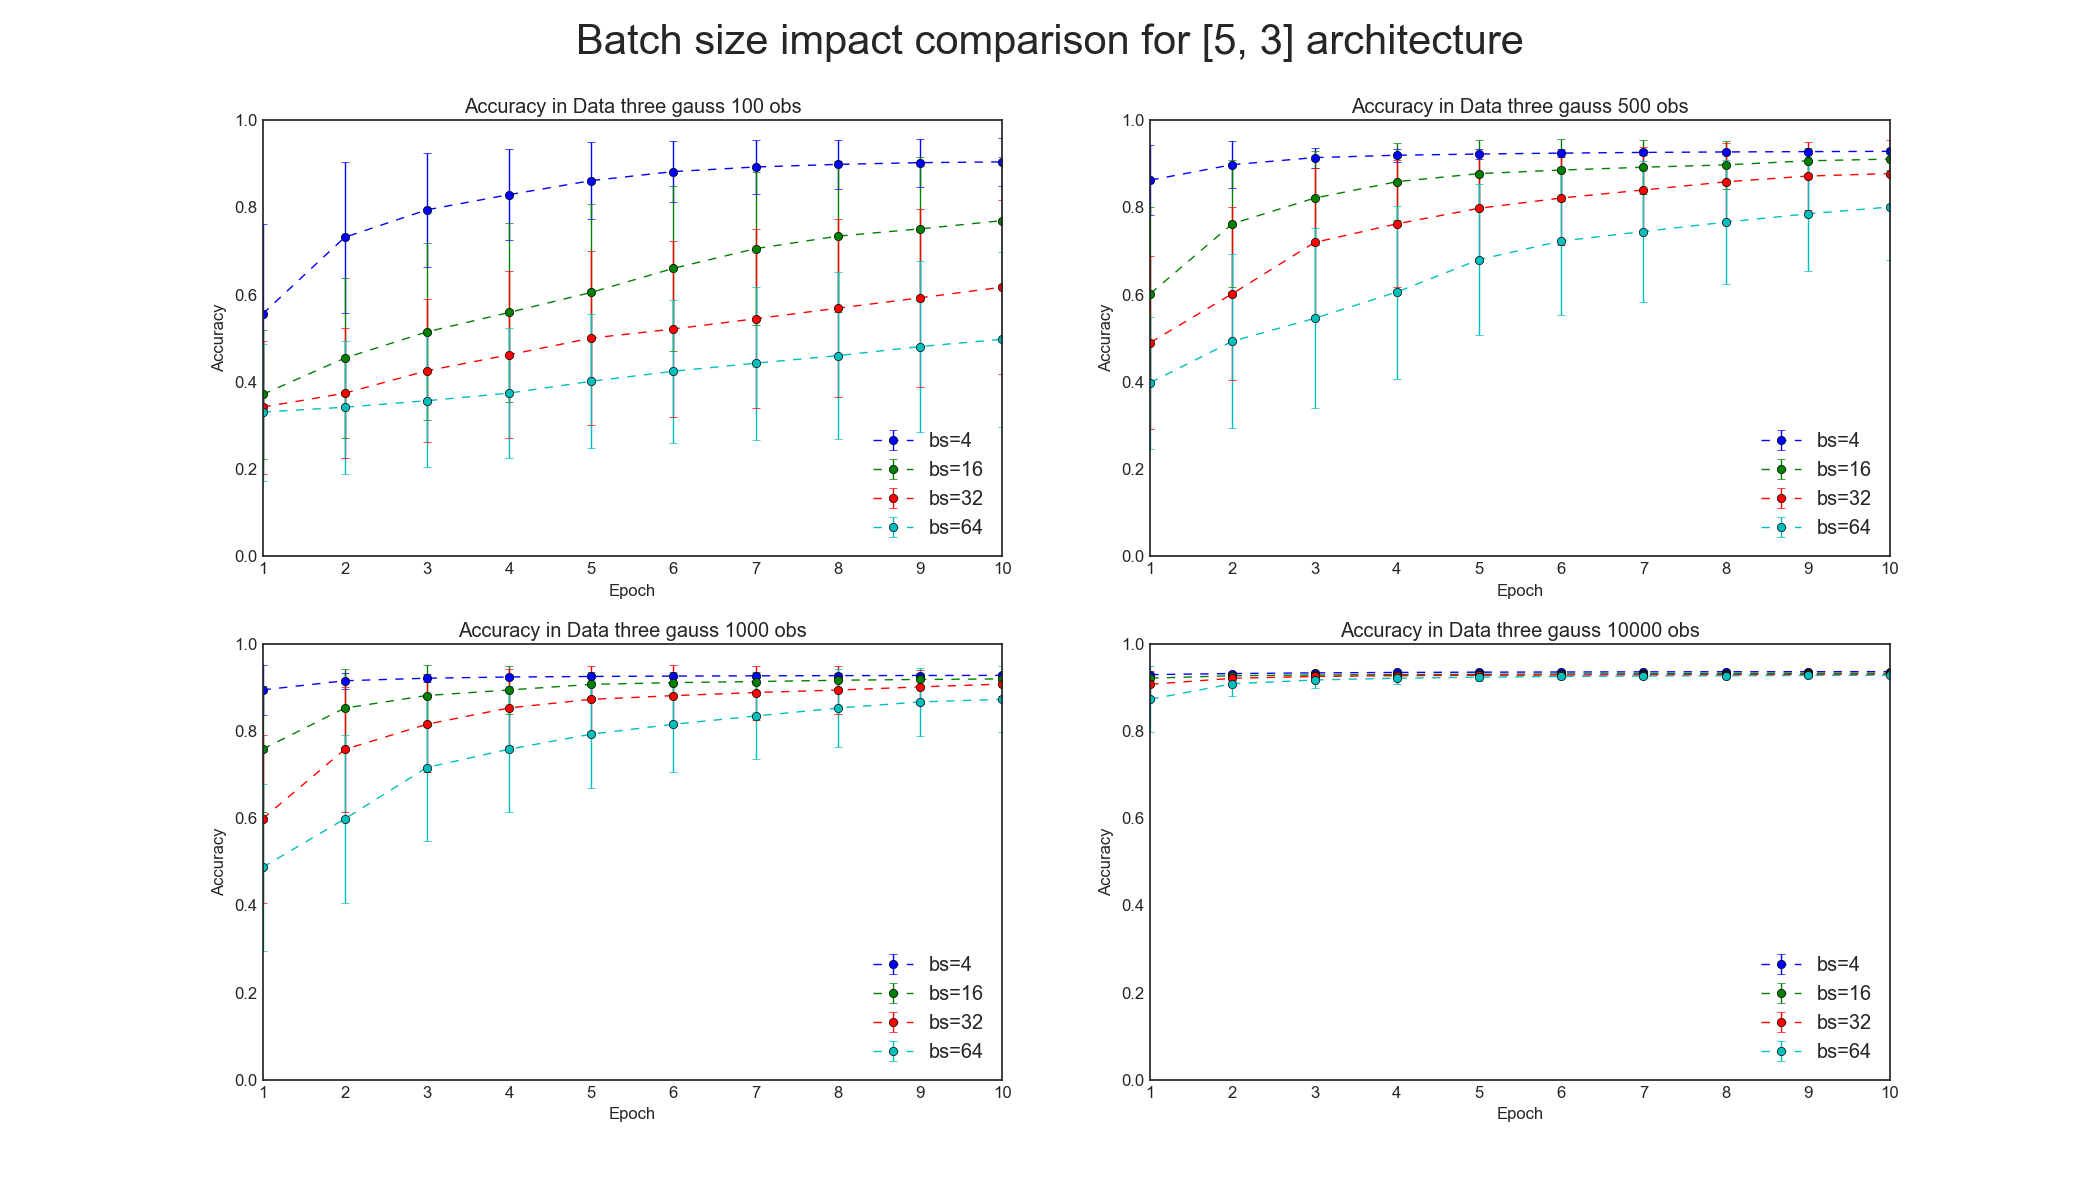 Batch size impact comparison for [5, 3] architecture
Accuracy in Data three gauss 100 obs
1.0
0.8
0.6
0.4
0.2
0.0
Accuracy
1 2 3 4 5 6 7 8 9 10
Epoch
bs=4
bs=16
bs=32
bs=64
Accuracy in Data three gauss 500 obs
1.0
0.8
0.6
0.4
0.2
0.0
Accuracy
1 2 3 4 5 6 7 8 9 10
Epoch
bs=4
bs=16
bs=32
bs=64
Accuracy in Data three gauss 1000 obs
1.0
0.8
0.6
0.4
0.2
0.0
Accuracy
1 2 3 4 5 6 7 8 9 10
Epoch
bs=4
bs=16
bs=32
bs=64
Accuracy in Data three gauss 10000 obs
1.0
0.8
0.6
0.4
0.2
0.0
Accuracy
1 2 3 4 5 6 7 8 9 10
Epoch
bs=4
bs=16
bs=32
bs=64